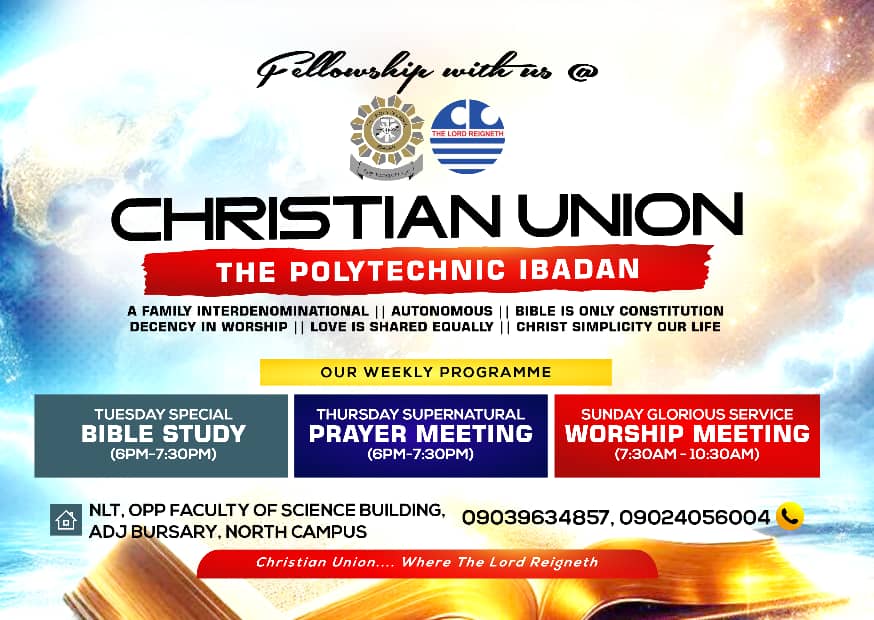 Fellowship with us @
THE LORD REIGNETH
CHRISTIAN UNION
THE POLYTECHNIC IBADAN
A FAMILY INTERDENOMINATIONAL || AUTONOMOUS || BIBLE IS ONLY CONSTITUTION
DECENCY IN WORSHIP || LOVE IS SHARED EQUALLY || CHRIST SIMPLICITY OUR LIFE
OUR WEEKLY PROGRAMME
TUESDAY SPECIAL
BIBLE STUDY
(6PM-7:30PM)
THURSDAY SUPERNATURAL
PRAYER MEETING
(6PM-7:30PM)
SUNDAY GLORIOUS SERVICE
WORSHIP MEETING
(7:30AM - 10:30AM)
NLT, OPP FACULTY OF SCIENCE BUILDING,
ADJ BURSARY, NORTH CAMPUS
09039634857, 09024056004
Christian Union.... Where The Lord Reigneth